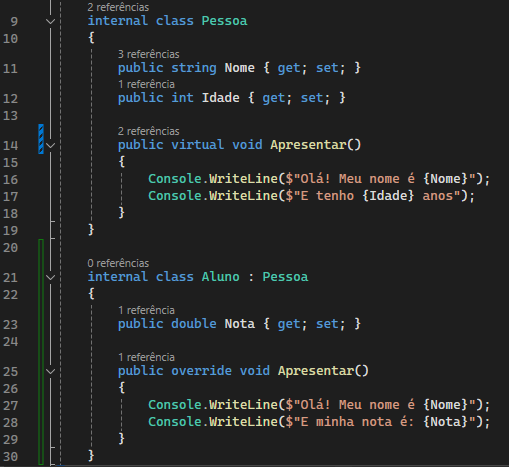 2 referências
9 internal class Pessoa
10 {
3 referências
11 public string Nome { get; set; }
1 referência
12 public int Idade { get; set; }
13
2 referências
14 public virtual void Apresentar()
15 {
16 Console.WriteLine($"Olá! Meu nome é {Nome}");
17 Console.WriteLine($"E tenho {Idade} anos");
18 }
19 }
20
0 referências
21 internal class Aluno : Pessoa
22 {
1 referência
23 public double Nota { get; set; }
24
1 referência
25 public override void Apresentar()
26 {
27 Console.WriteLine($"Olá! Meu nome é {Nome}");
28 Console.WriteLine($"E minha nota é: {Nota}");
29 }
30 }